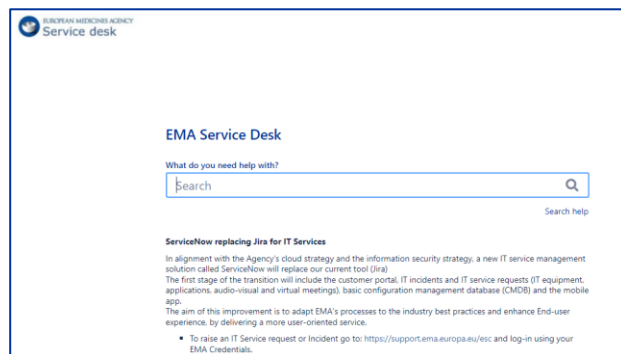 EUROPEAN MEDICINES AGENCY
Service desk
EMA Service Desk
What do you need help with?
Search
Search help
ServiceNow replacing Jira for IT Services
In alignment with the Agency's cloud strategy and the information security strategy, a new IT service management
solution called ServiceNow will replace our current tool (Jira)
The first stage of the transition will include the customer portal, IT incidents and IT service requests (IT equipment,
applications, audio-visual and virtual meetings), basic configuration management database (CMDB) and the mobile
app.
The aim of this improvement is to adapt EMA's processes to the industry best practices and enhance End-user
experience, by delivering a more user-oriented service.
▪ To raise an IT Service request or Incident go to: https://support.ema.europa.eu/esc and log-in using your
EMA Credentials.